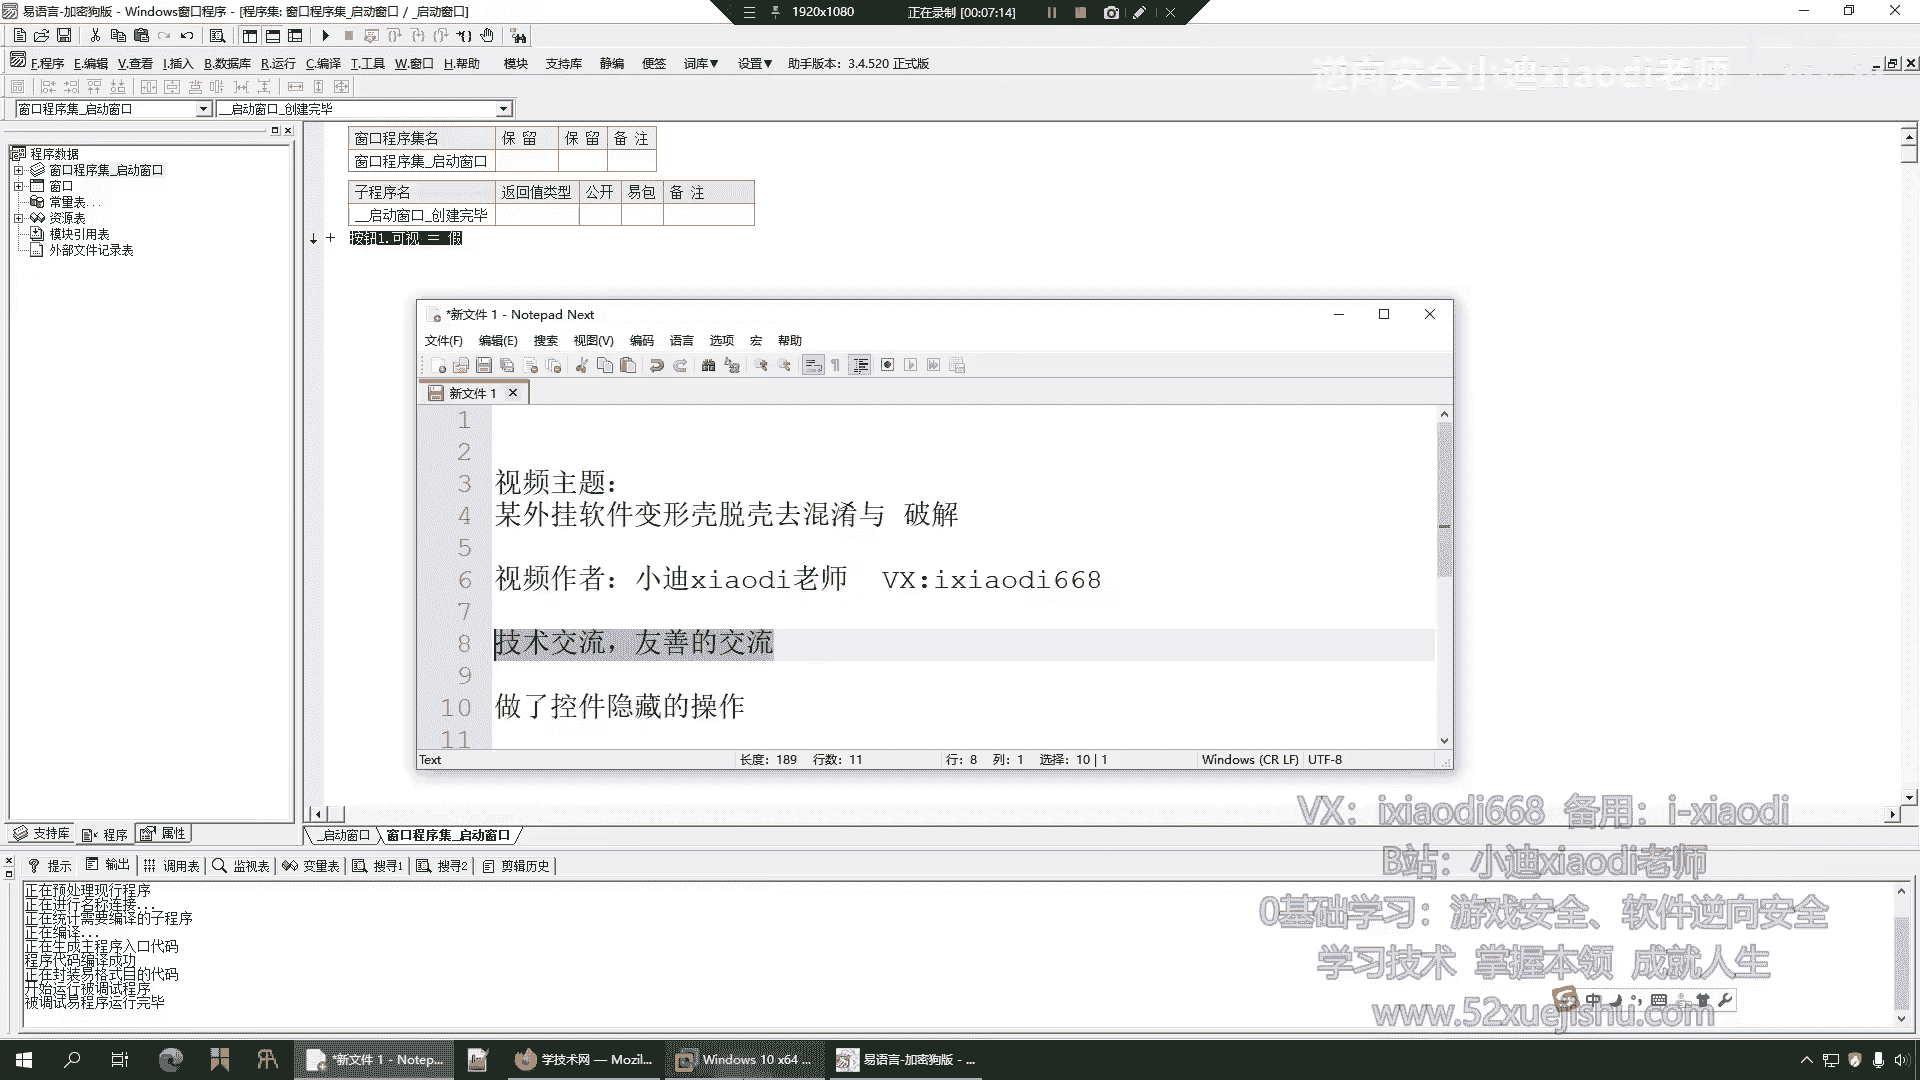 易语言-加密狗版 - Windows窗口程序 - [程序集: 窗口程序集_启动窗口 / _启动窗口]
1920x1080
正在录制 [00:07:14]
F.程序 E.编辑 V.查看 I.插入 B.数据库 R.运行 C.编译 T.工具 W.窗口 H.帮助 模块 支持库 静编 便签 词库▼ 设置▼ 助手版本: 3.4.520 正式版
逆向安全小迪xiaodi老师
窗口程序集_启动窗口
__启动窗口_创建完毕
程序数据
窗口程序集_启动窗口
窗口
常量表...
资源表
模块引用表
外部文件记录表
窗口程序集名 保 留 保 留 备 注
窗口程序集_启动窗口
子程序名 返回值类型 公开 易包 备 注
__启动窗口_创建完毕
按钮1.可视 = 假
*新文件 1 - Notepad Next
文件(F) 编辑(E) 搜索 视图(V) 编码 语言 选项 宏 帮助
新文件 1
1
2
3 视频主题:
4 某外挂软件变形壳脱壳去混淆与 破解
5
6 视频作者: 小迪xiaodi老师 VX:ixiaodi668
7
8 技术交流, 友善的交流
9
10 做了控件隐藏的操作
11
Text 长度: 189 行数: 11 行: 8 列: 1 选择: 10 | 1 Windows (CR LF) UTF-8
VX: ixiaodi668 备用: i-xiaodi
B站: 小迪xiaodi老师
0基础学习: 游戏安全、软件逆向安全
学习技术 掌握本领 成就人生
www.52xuejishu.com
中
支持库 程序 属性
_启动窗口 窗口程序集_启动窗口
提示 输出 调用表 监视表 变量表 搜寻1 搜寻2 剪辑历史
正在预处理现行程序
正在进行名称连接...
正在统计需要编译的子程序
正在编译...
正在生成主程序入口代码
程序代码编译成功
正在封装易格式目的代码
开始运行被调试程序
被调试易程序运行完毕
*新文件 1 - Notep...
学技术网 — Mozil...
Windows 10 x64 ...
易语言-加密狗版 - ...